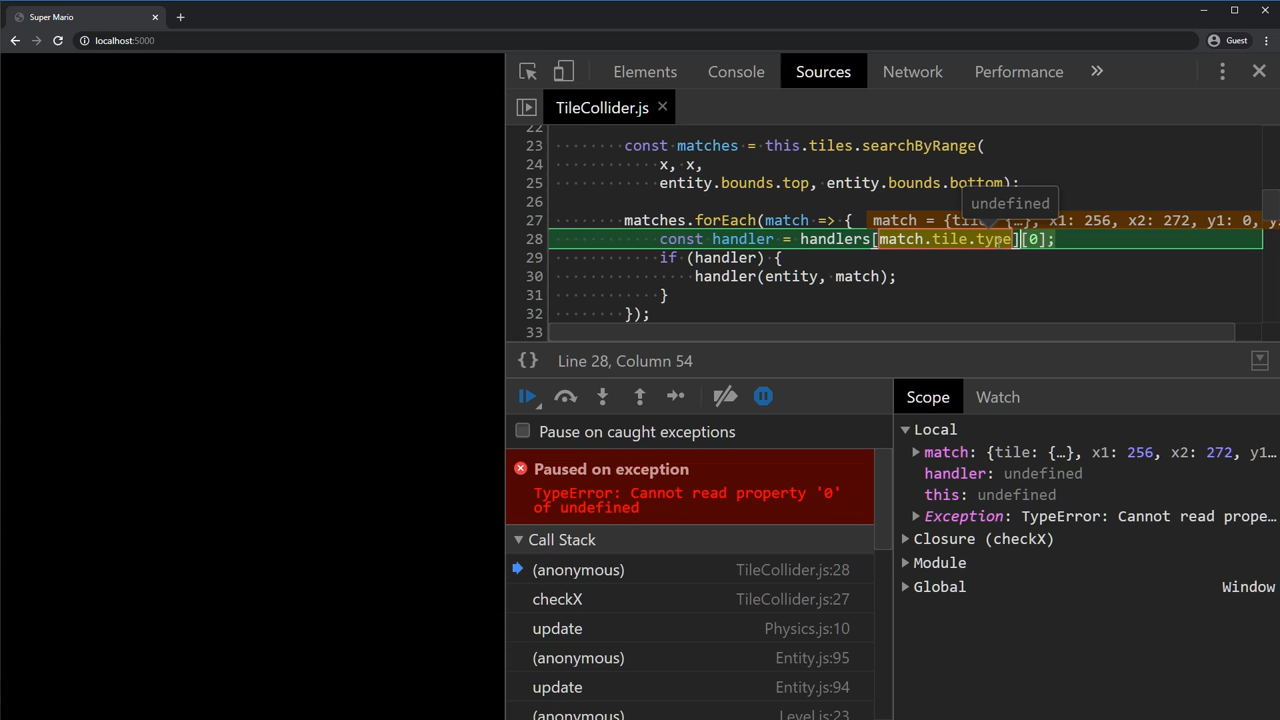 Super Mario
localhost:5000
Guest
Elements
Console
Sources
Network
Performance
TileCollider.js
22
23 const matches = this.tiles.searchByRange(
24 x, x,
25 entity.bounds.top, entity.bounds.bottom);
undefined
26
27 matches.forEach(match => { match = {tile: {…}, x1: 256, x2: 272, y1: 0, y
28 const handler = handlers[match.tile.type][0];
29 if (handler) {
30 handler(entity, match);
31 }
32 });
33
{} Line 28, Column 54
Pause on caught exceptions
Paused on exception
TypeError: Cannot read property '0'
of undefined
Call Stack
(anonymous) TileCollider.js:28
checkX TileCollider.js:27
update Physics.js:10
(anonymous) Entity.js:95
update Entity.js:94
(anonymous) Level.js:23
Scope
Watch
Local
match: {tile: {…}, x1: 256, x2: 272, y1…
handler: undefined
this: undefined
Exception: TypeError: Cannot read prope…
Closure (checkX)
Module
Global Window